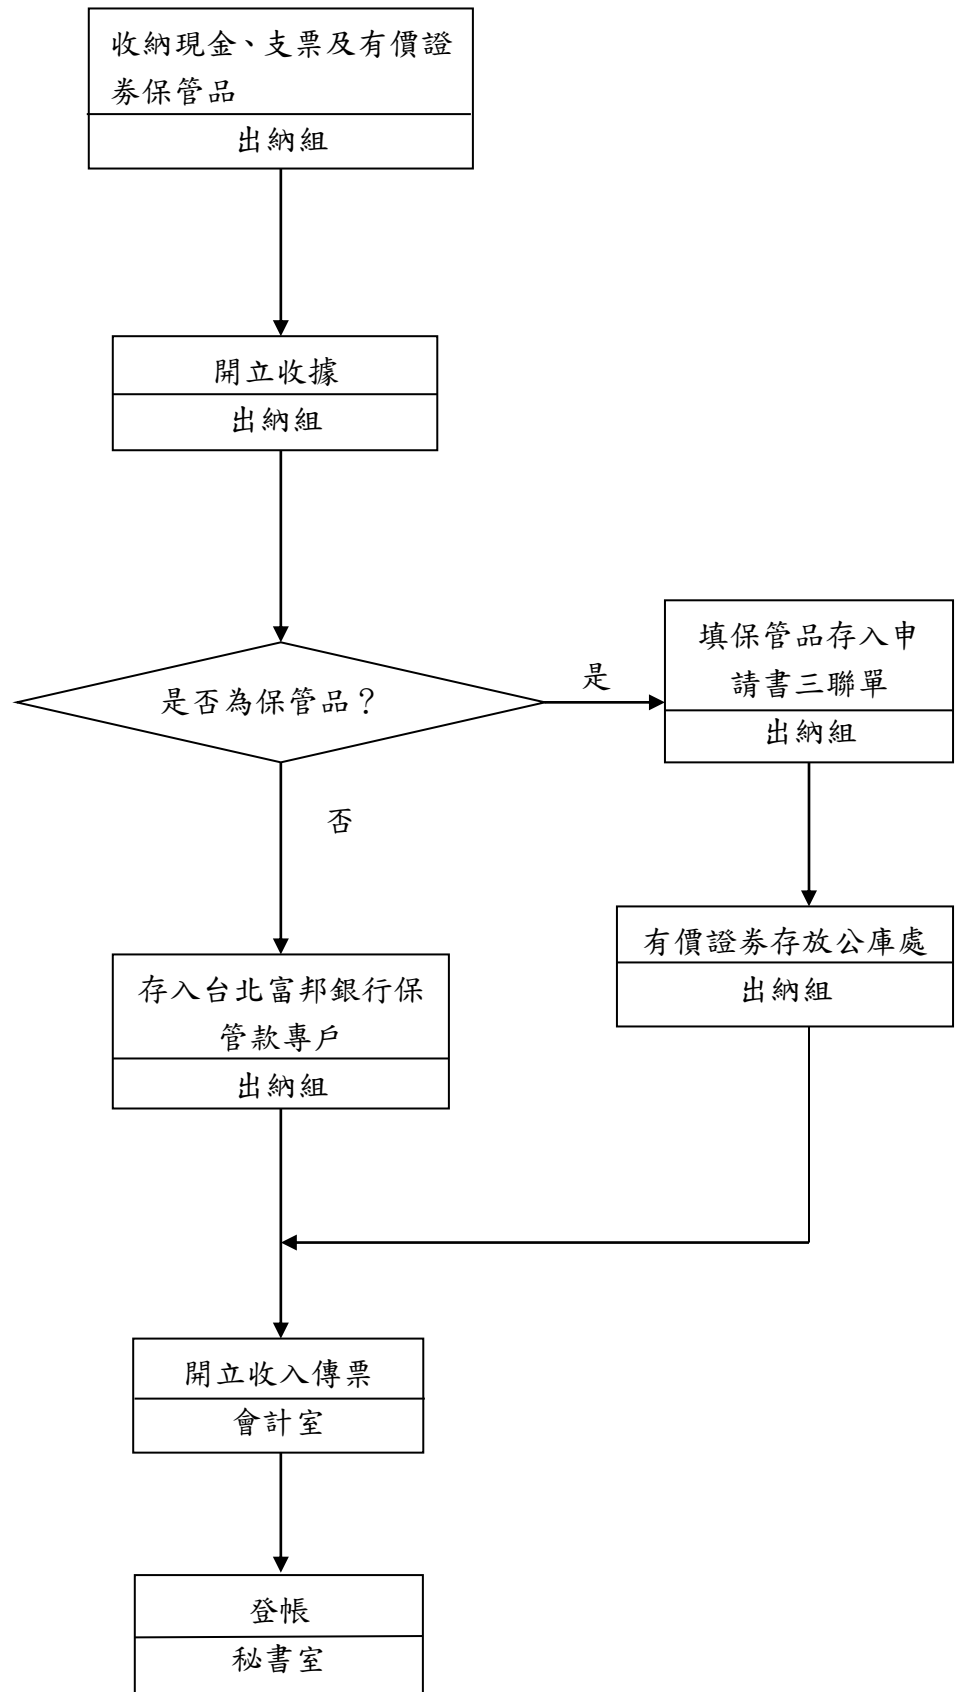 收納現金、支票及有價證
券保管品
出納組
開立收據
出納組
是否為保管品？
是
填保管品存入申
請書三聯單
出納組
否
有價證券存放公庫處
出納組
存入台北富邦銀行保
管款專戶
出納組
開立收入傳票
會計室
登帳
秘書室